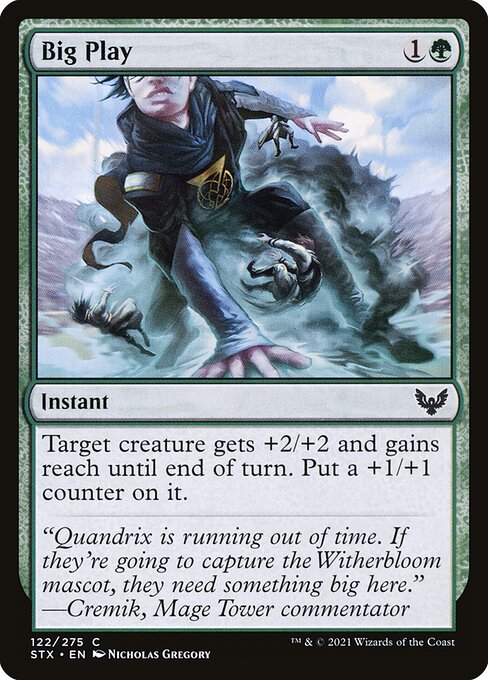 Big Play 1
Instant
Target creature gets +2/+2 and gains
reach until end of turn. Put a +1/+1
counter on it.
“Quandrix is running out of time. If
they’re going to capture the Witherbloom
mascot, they need something big here.”
—Cremik, Mage Tower commentator
122/275 C
STX • EN Nicholas Gregory
™ & © 2021 Wizards of the Coast